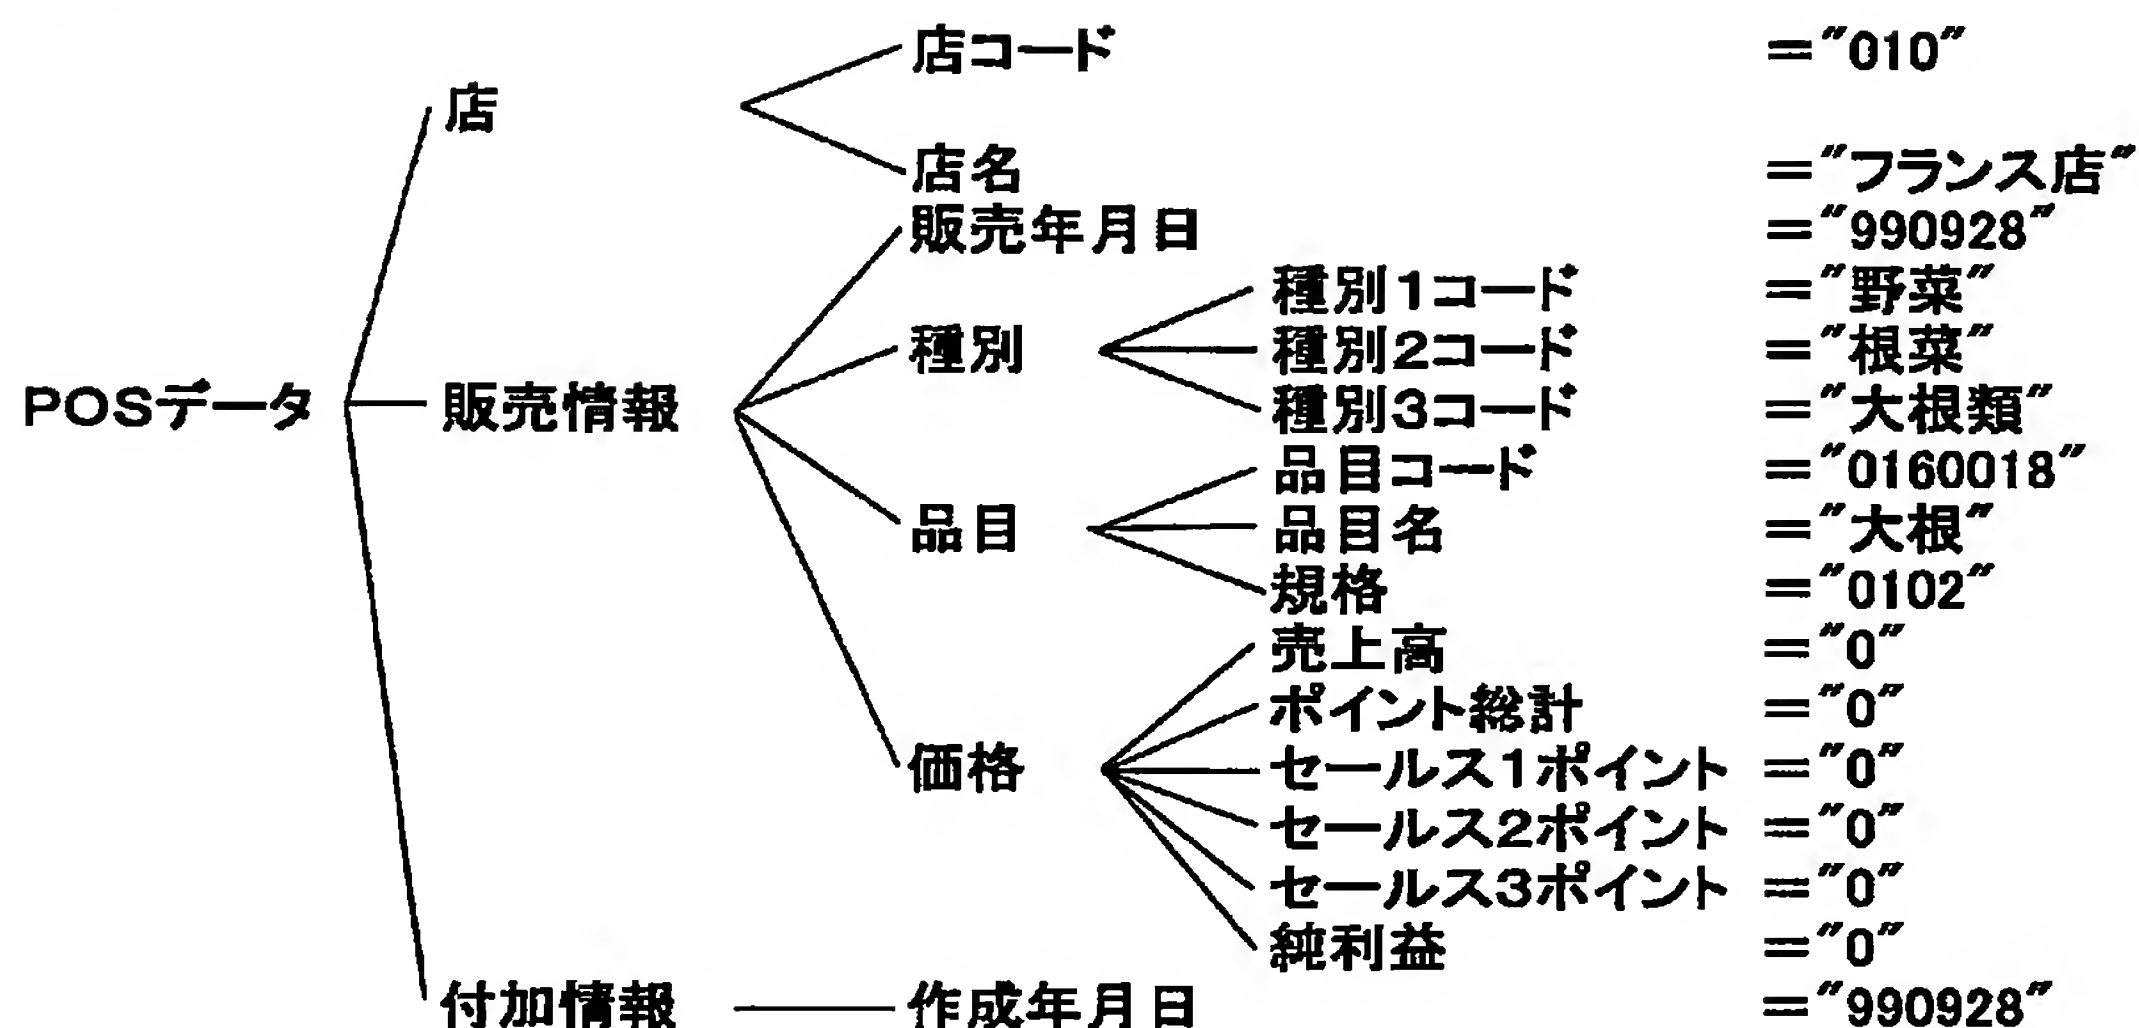 店コード ="010"
店
店名 ="フランス店"
販売年月日 ="990928"
種別1コード ="野菜"
種別 種別2コード ="根菜"
POSデータ 販売情報 種別3コード ="大根類"
品目コード ="0160018"
品目 品目名 ="大根"
規格 ="0102"
売上高 ="0"
ポイント総計 ="0"
価格 セールス1ポイント ="0"
セールス2ポイント ="0"
セールス3ポイント ="0"
純利益 ="0"
付加情報 作成年月日 ="990928"